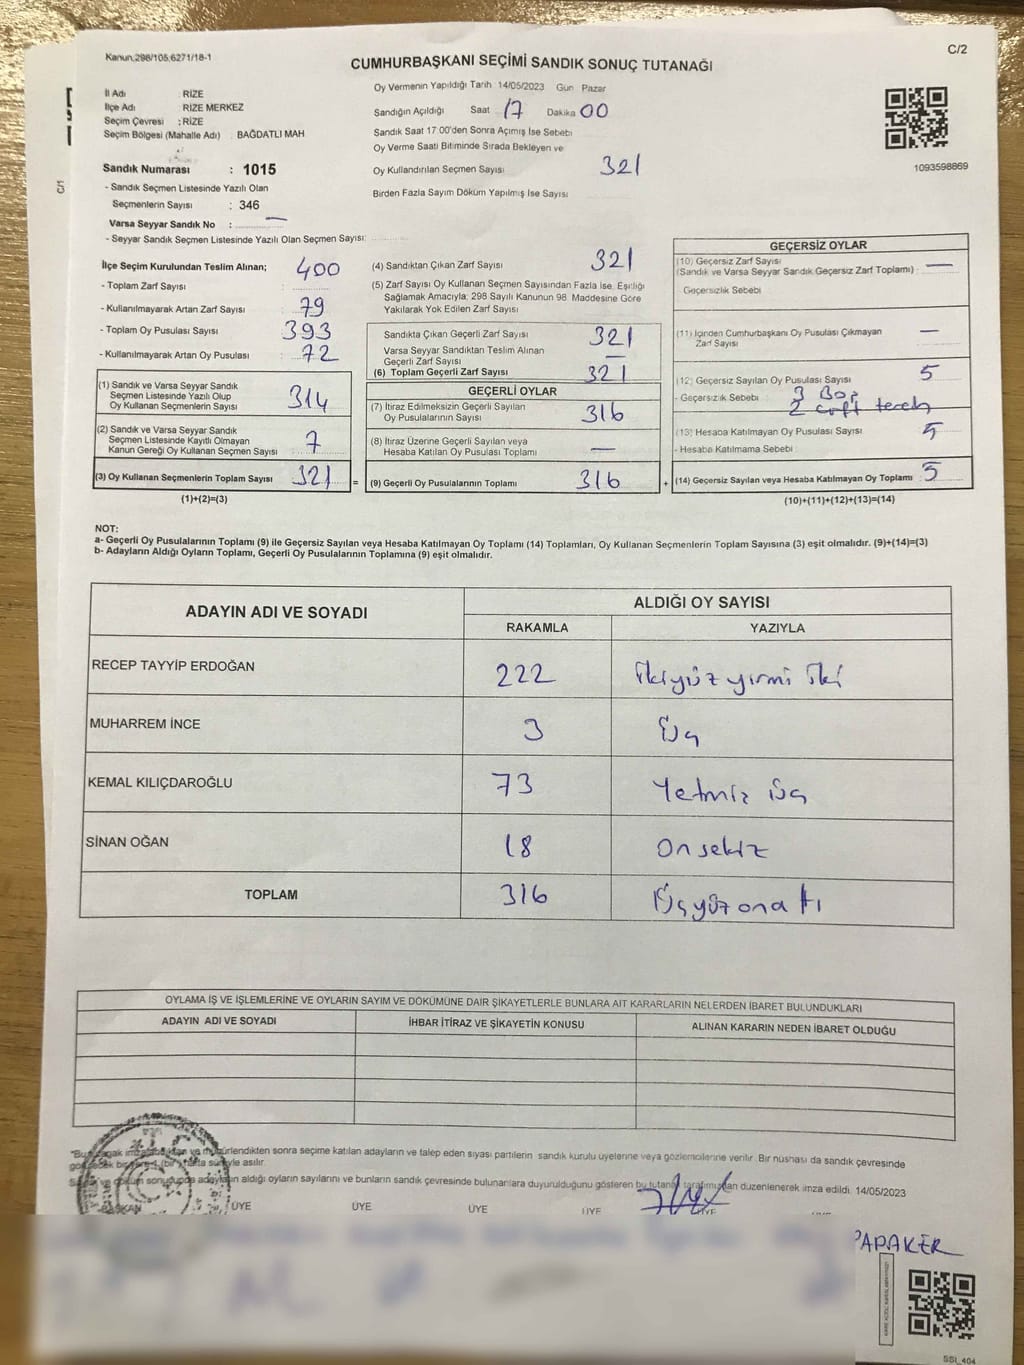 Kanun;298/105;6271/18-1
C/2
CUMHURBAŞKANI SEÇİMİ SANDIK SONUÇ TUTANAĞI
İl Adı : RİZE
İlçe Adı : RİZE MERKEZ
Seçim Çevresi : RİZE
Seçim Bölgesi (Mahalle Adı) : BAĞDATLI MAH
Sandık Numarası : 1015
- Sandık Seçmen Listesinde Yazılı Olan
Seçmenlerin Sayısı : 346
Varsa Seyyar Sandık No : —
- Seyyar Sandık Seçmen Listesinde Yazılı Olan Seçmen Sayısı:
Oy Vermenin Yapıldığı Tarih 14/05/2023 Gün Pazar
Sandığın Açıldığı Saat 17 Dakika 00
Sandık Saat 17 00'den Sonra Açımış İse Sebebi
Oy Verme Saati Bitiminde Sırada Bekleyen ve
Oy Kullandırılan Seçmen Sayısı 321
Birden Fazla Sayım Döküm Yapılmış İse Sayısı
1093598869
C/1
İlçe Seçim Kurulundan Teslim Alınan; 400
- Toplam Zarf Sayısı :
- Kullanılmayarak Artan Zarf Sayısı : 79
- Toplam Oy Pusulası Sayısı : 393
- Kullanılmayarak Artan Oy Pusulası : 72
(1) Sandık ve Varsa Seyyar Sandık
Seçmen Listesinde Yazılı Olup
Oy Kullanan Seçmenlerin Sayısı : 314
(2) Sandık ve Varsa Seyyar Sandık
Seçmen Listesinde Kayıtlı Olmayan
Kanun Gereği Oy Kullanan Seçmen Sayısı : 7
(3) Oy Kullanan Seçmenlerin Toplam Sayısı 321 =
(1)+(2)=(3)
(4) Sandıktan Çıkan Zarf Sayısı 321
(5) Zarf Sayısı Oy Kullanan Seçmen Sayısından Fazla İse, Eşitliği
Sağlamak Amacıyla; 298 Sayılı Kanunun 98 Maddesine Göre
Yakılarak Yok Edilen Zarf Sayısı
Sandıkta Çıkan Geçerli Zarf Sayısı 321
Varsa Seyyar Sandıktan Teslim Alınan
Geçerli Zarf Sayısı —
(6) Toplam Geçerli Zarf Sayısı 321
GEÇERLİ OYLAR
(7) İtiraz Edilmeksizin Geçerli Sayılan
Oy Pusulalarının Sayısı 316
(8) İtiraz Üzerine Geçerli Sayılan veya
Hesaba Katılan Oy Pusulası Toplamı —
(9) Geçerli Oy Pusulalarının Toplamı 316 +
GEÇERSİZ OYLAR
(10) Geçersiz Zarf Sayısı
(Sandık ve Varsa Seyyar Sandık Geçersiz Zarf Toplamı) : —
- Geçersizlik Sebebi
(11) İçinden Cumhurbaşkanı Oy Pusulası Çıkmayan
Zarf Sayısı —
(12) Geçersiz Sayılan Oy Pusulası Sayısı 5
- Geçersizlik Sebebi 3 Boş
2 çift tercih
(13) Hesaba Katılmayan Oy Pusulası Sayısı 5
- Hesaba Katılmama Sebebi
(14) Geçersiz Sayılan veya Hesaba Katılmayan Oy Toplamı 5
(10)+(11)+(12)+(13)=(14)
NOT:
a- Geçerli Oy Pusulalarının Toplamı (9) ile Geçersiz Sayılan veya Hesaba Katılmayan Oy Toplamı (14) Toplamları, Oy Kullanan Seçmenlerin Toplam Sayısına (3) eşit olmalıdır. (9)+(14)=(3)
b- Adayların Aldığı Oyların Toplamı, Geçerli Oy Pusulalarının Toplamına (9) eşit olmalıdır.
ADAYIN ADI VE SOYADI ALDIĞI OY SAYISI
RAKAMLA YAZIYLA
RECEP TAYYİP ERDOĞAN 222 ikiyüz yirmi iki
MUHARREM İNCE 3 üç
KEMAL KILIÇDAROĞLU 73 Yetmiz üç
SİNAN OĞAN 18 Onsekiz
TOPLAM 316 Üçyüzonaltı
OYLAMA İŞ VE İŞLEMLERİNE VE OYLARIN SAYIM VE DÖKÜMÜNE DAİR ŞİKAYETLERLE BUNLARA AİT KARARLARIN NELERDEN İBARET BULUNDUKLARI
ADAYIN ADI VE SOYADI İHBAR İTİRAZ VE ŞİKAYETİN KONUSU ALINAN KARARIN NEDEN İBARET OLDUĞU
sonra seçime katılan adayların ve talep eden siyasi partilerin sandık kurulu üyelerine veya gözlemcilerine verilir. Bir nüshası da sandık çevresinde
asılır
aldığı oyların sayılarını ve bunların sandık çevresinde bulunanlara duyurulduğunu gösteren bu tutanak tarafımızdan düzenlenerek imza edildi. 14/05/2023
BAŞKAN ÜYE ÜYE ÜYE ÜYE ÜYE
PAPAKER
SSİ_404